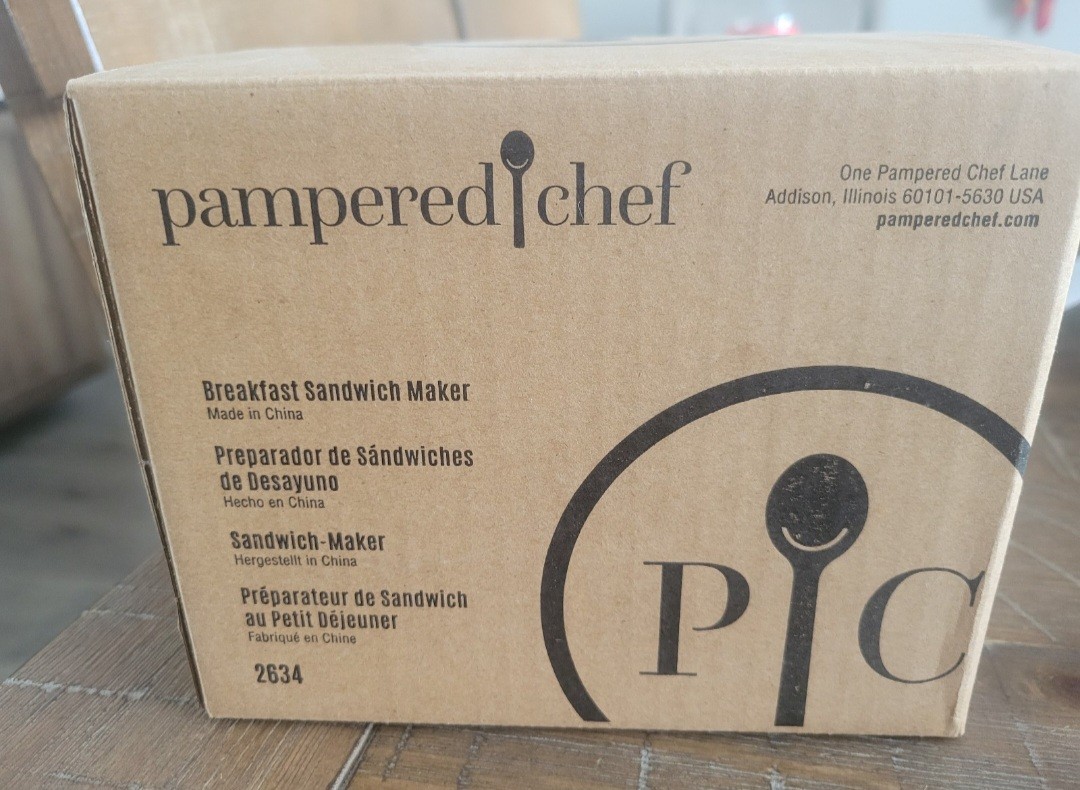 pampered chef
One Pampered Chef Lane
Addison, Illinois 60101-5630 USA
pamperedchef.com
Breakfast Sandwich Maker
Made in China
Preparador de Sándwiches
de Desayuno
Hecho en China
Sandwich-Maker
Hergestellt in China
Préparateur de Sandwich
au Petit Déjeuner
Fabriqué en Chine
2634
P C